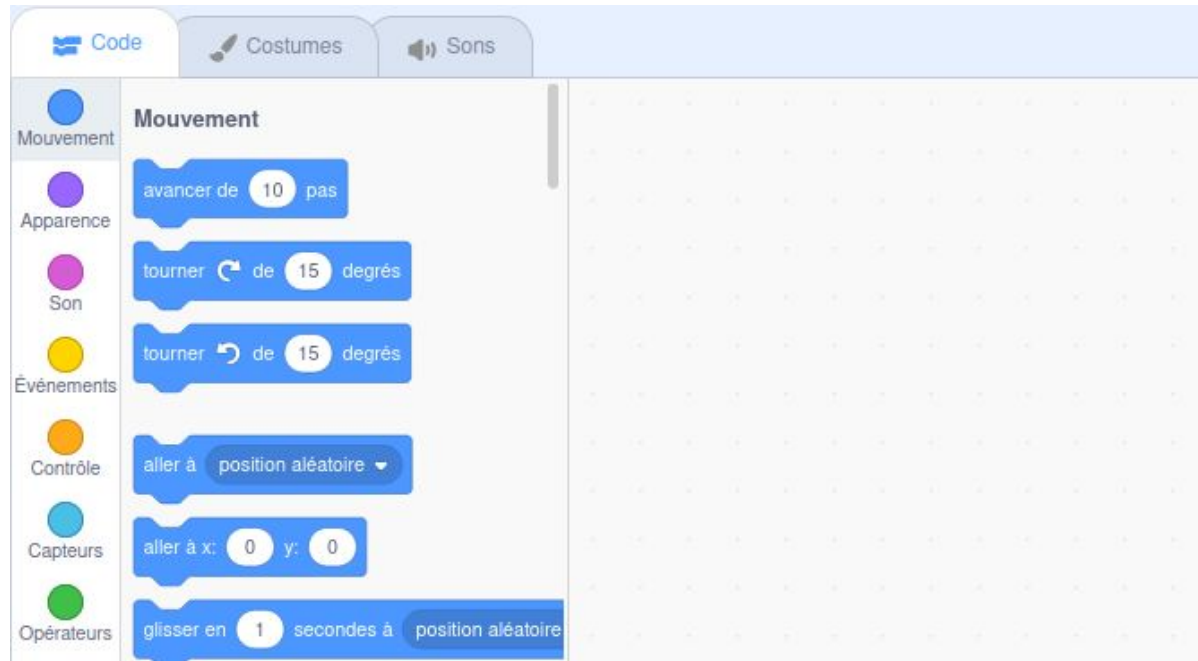 Code Costumes Sons
Mouvement
Apparence
Son
Événements
Contrôle
Capteurs
Opérateurs
Mouvement
avancer de 10 pas
tourner de 15 degrés
tourner de 15 degrés
aller à position aléatoire
aller à x: 0 y: 0
glisser en 1 secondes à position aléatoire